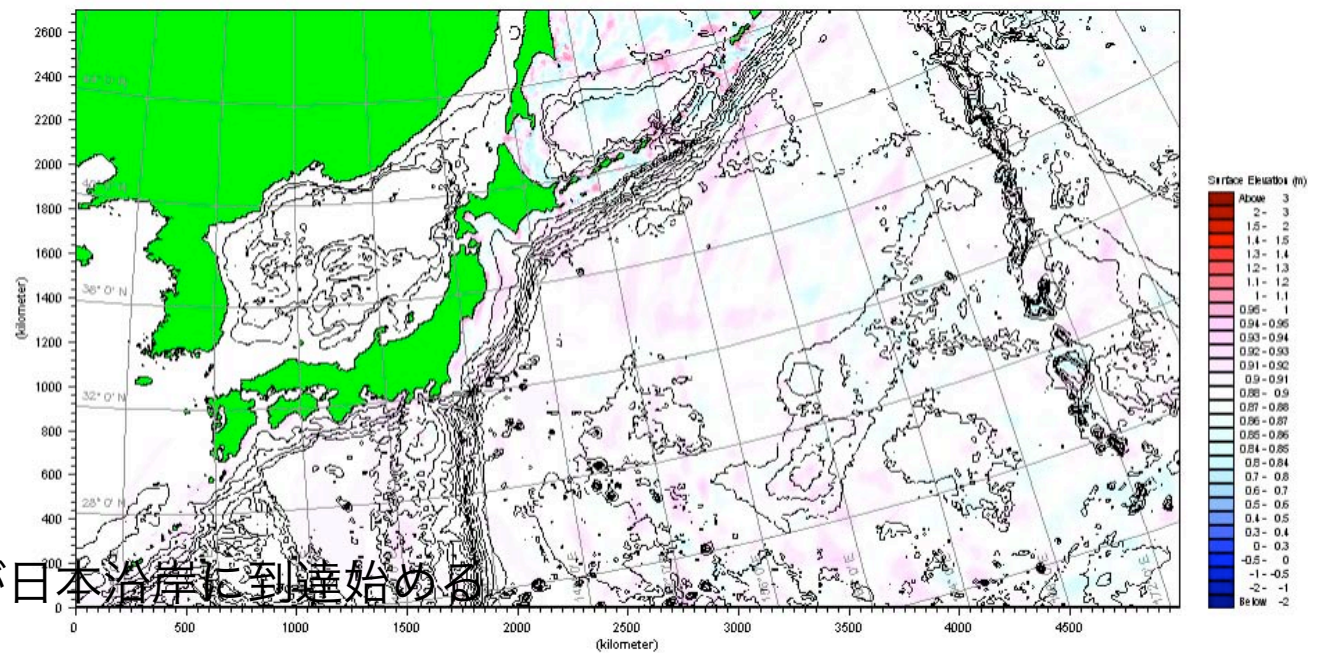 2600
2400
2200
2000
1800
1600
1400
1200
1000
800
600
400
200
0
(kilometer)
36° 0' N
32° 0' N
28° 0' N
日本沿岸に到達始める
0
500
1000
1500
2000
2500
3000
3500
4000
4500
(kilometer)
Surface Elevation (m)
Above 3
2 - 3
1.5 - 2
1.4 - 1.5
1.3 - 1.4
1.2 - 1.3
1.1 - 1.2
1 - 1.1
0.95 - 1
0.94 - 0.95
0.93 - 0.94
0.92 - 0.93
0.91 - 0.92
0.9 - 0.91
0.88 - 0.9
0.87 - 0.88
0.86 - 0.87
0.85 - 0.86
0.84 - 0.85
0.8 - 0.84
0.7 - 0.8
0.6 - 0.7
0.5 - 0.6
0.4 - 0.5
0.3 - 0.4
0 - 0.3
-0.5 - 0
-1 - -0.5
-2 - -1
Below -2